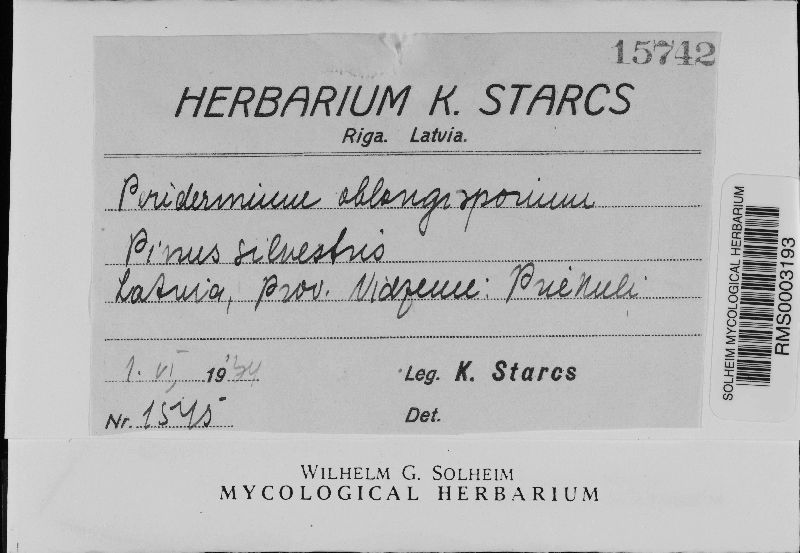 15742
HERBARIUM K. STARCS
Riga. Latvia.
Peridermium oblongisporium
Pinus silvestris
Latvia, prov. Vidzeme: Priekuli
1. VI, 1934
Leg. K. Starcs
Nr. 1545
Det.
WILHELM G. SOLHEIM
MYCOLOGICAL HERBARIUM
SOLHEIM MYCOLOGICAL HERBARIUM
RMS0003193